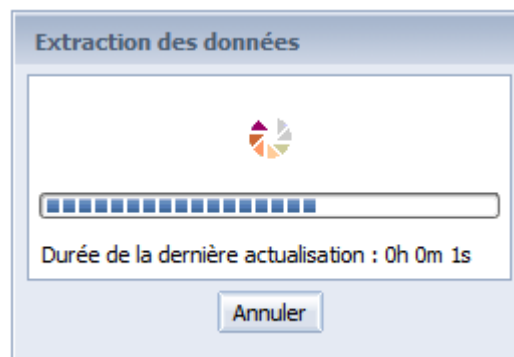 Extraction des données
Durée de la dernière actualisation : 0h 0m 1s
Annuler